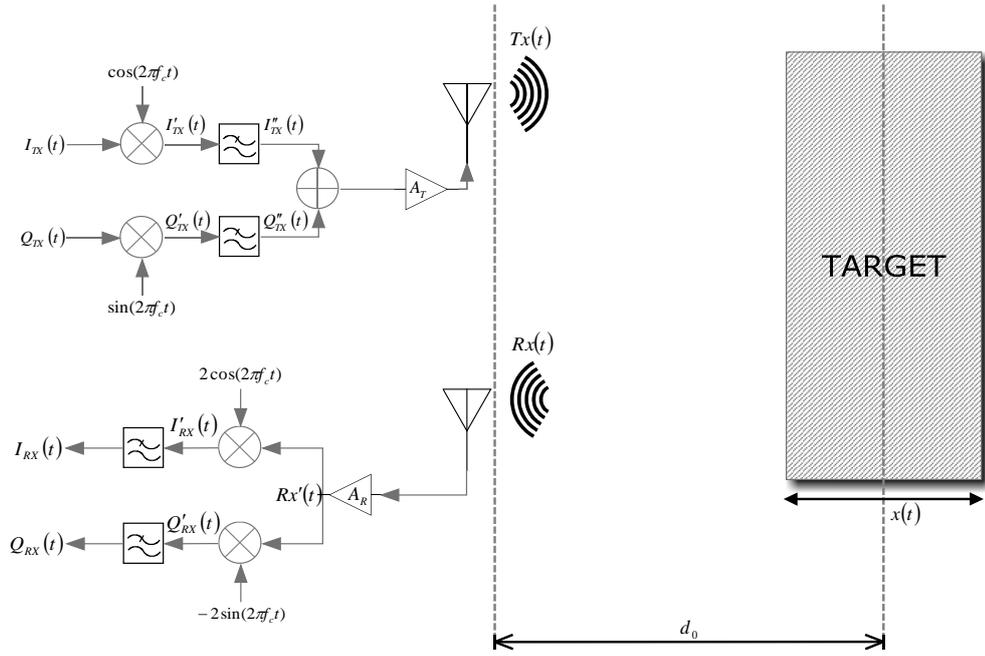 Tx(t)
cos(2πf_c t)
I_TX(t)
I′_TX(t)
I″_TX(t)
A_T
Q_TX(t)
Q′_TX(t)
Q″_TX(t)
sin(2πf_c t)
TARGET
Rx(t)
2cos(2πf_c t)
I_RX(t)
I′_RX(t)
Rx′(t)
A_R
x(t)
Q_RX(t)
Q′_RX(t)
−2sin(2πf_c t)
d_0